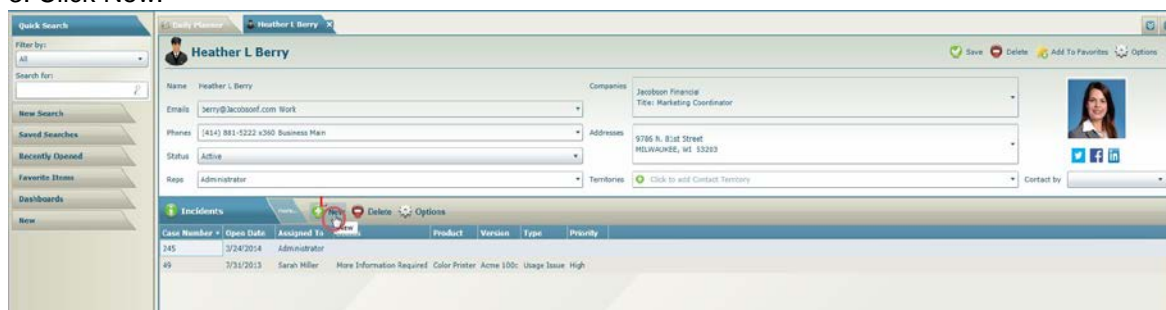 Click New.
Quick Search
Filter by:
All
Search for:
New Search
Saved Searches
Recently Opened
Favorite Items
Dashboards
New
Daily Planner
Heather L Berry
Heather L Berry
Save Delete Add To Favorites Options
Name Heather L Berry
Emails berry@Jacobsonf.com Work
Phones (414) 881-5222 x360 Business Main
Status Active
Reps Administrator
Companies Jacobson Financial
Title: Marketing Coordinator
Addresses 9786 N. 81st Street
MILWAUKEE, WI 53203
Territories Click to add Contact Territory
Contact by
Incidents New Delete Options
New
Case Number Open Date Assigned To Product Version Type Priority
245 3/24/2014 Administrator
49 7/31/2013 Sarah Miller More Information Required Color Printer Acme 100c Usage Issue High